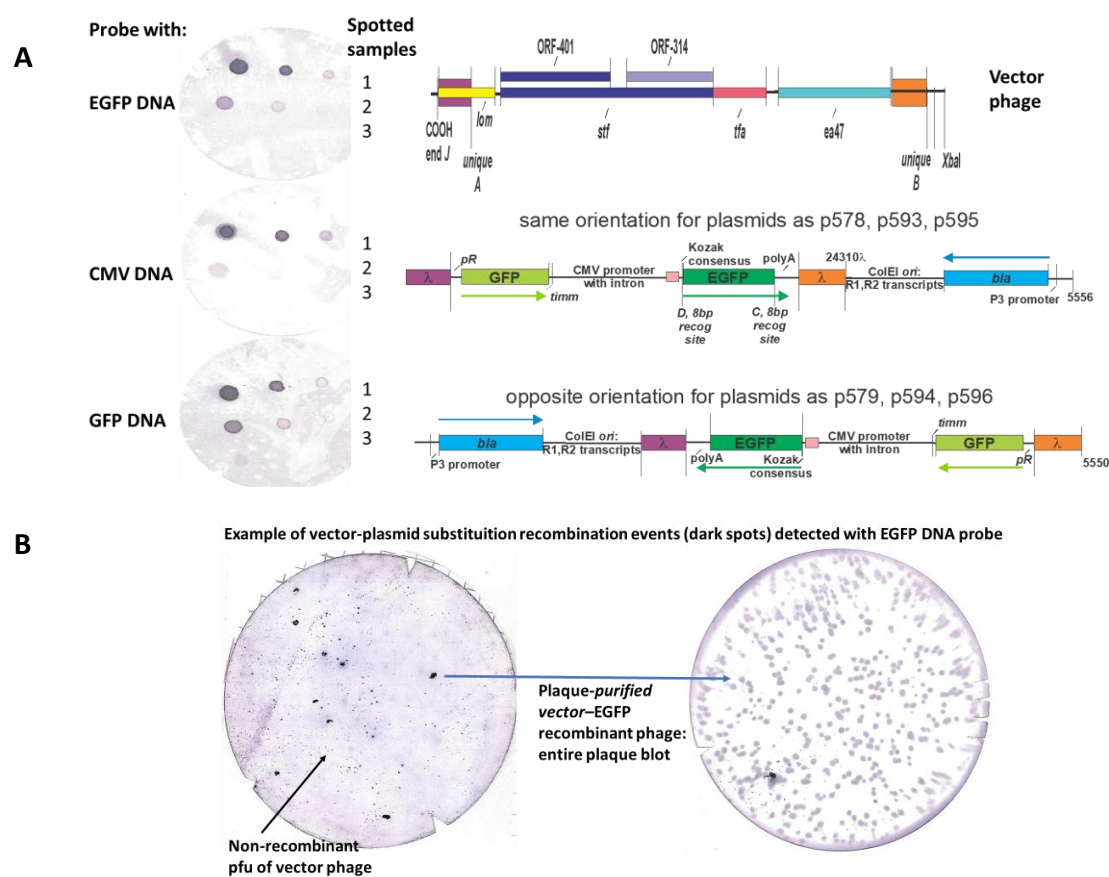 A
Probe with:
EGFP DNA
CMV DNA
GFP DNA
Spotted
samples
1
2
3
1
2
3
1
2
3
ORF-401
ORF-314
Vector
phage
COOH
end J
lom
unique
A
stf
tfa
ea47
unique
B
XbaI
same orientation for plasmids as p578, p593, p595
λ
pR
GFP
timm
CMV promoter
with intron
Kozak
consensus
EGFP
polyA
D, 8bp
recog
site
C, 8bp
recog
site
24310λ
λ
ColEI ori:
R1,R2 transcripts
bla
P3 promoter
5556
opposite orientation for plasmids as p579, p594, p596
bla
P3 promoter
ColEI ori:
R1,R2 transcripts
λ
polyA
EGFP
Kozak
consensus
CMV promoter
with intron
timm
GFP
pR
λ
5550
B
Example of vector-plasmid substituition recombination events (dark spots) detected with EGFP DNA probe
Plaque-purified
vector–EGFP
recombinant phage:
entire plaque blot
Non-recombinant
pfu of vector phage